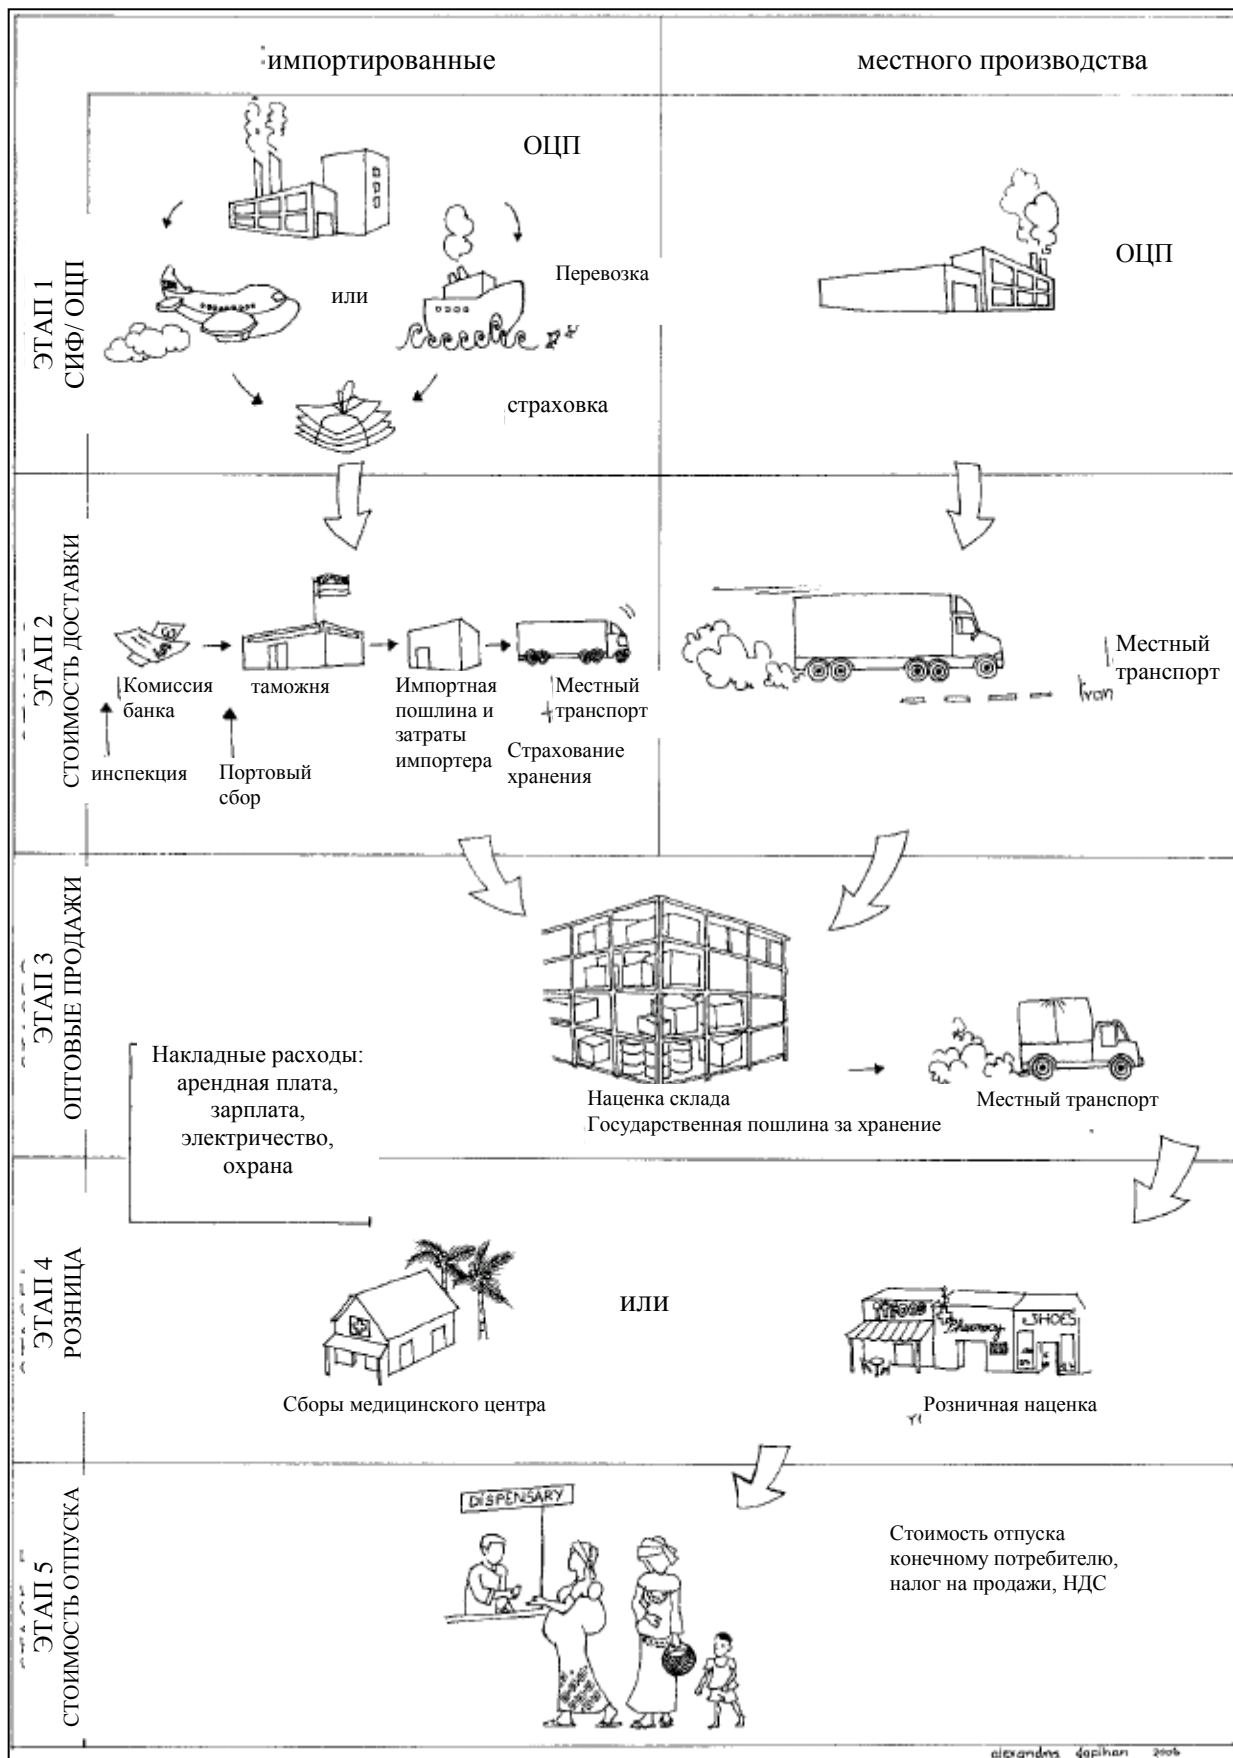 импортированные
местного производства
ЭТАП 1
СИФ/ ОЦП
ОЦП
ОЦП
или
Перевозка
страховка
ЭТАП 2
СТОИМОСТЬ ДОСТАВКИ
Комиссия
банка
таможня
Импортная
пошлина и
затраты
импортера
Местный
транспорт
инспекция
Портовый
сбор
Страхование
хранения
Местный
транспорт
ЭТАП 3
ОПТОВЫЕ ПРОДАЖИ
Накладные расходы:
арендная плата,
зарплата,
электричество,
охрана
Наценка склада
Государственная пошлина за хранение
Местный транспорт
ЭТАП 4
РОЗНИЦА
или
FOOD
Pharmacy
SHOES
Сборы медицинского центра
Розничная наценка
ЭТАП 5
СТОИМОСТЬ ОТПУСКА
DISPENSARY
Стоимость отпуска
конечному потребителю,
налог на продажи, НДС